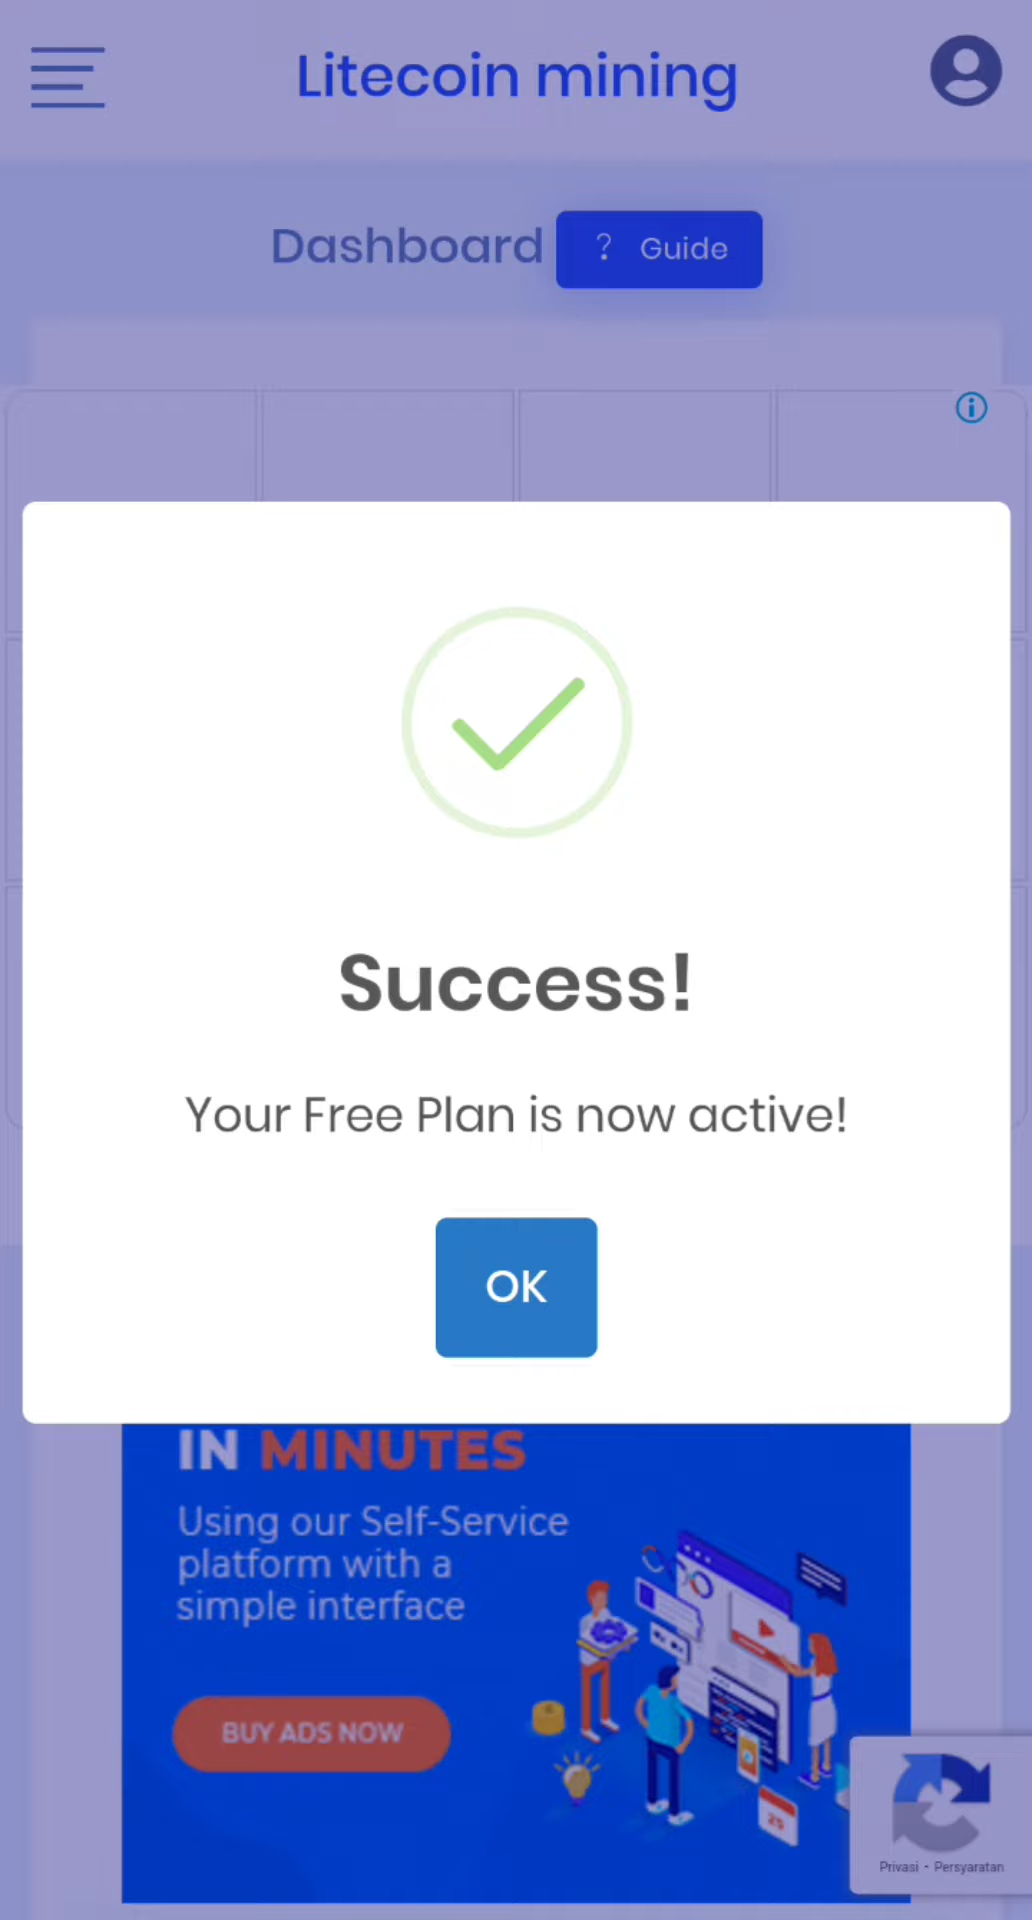 Litecoin mining
Dashboard
? Guide
Success!
Your Free Plan is now active!
OK
IN MINUTES
Using our Self-Service
platform with a
simple interface
BUY ADS NOW
25
Privasi - Persyaratan